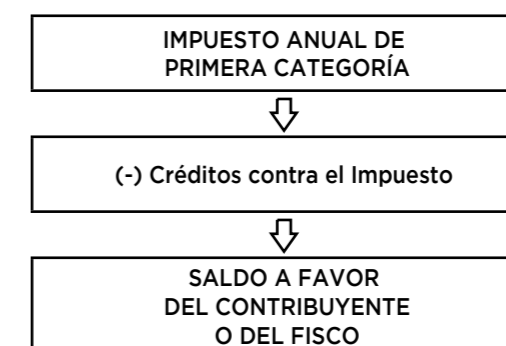 IMPUESTO ANUAL DE
PRIMERA CATEGORÍA
(-) Créditos contra el Impuesto
SALDO A FAVOR
DEL CONTRIBUYENTE
O DEL FISCO